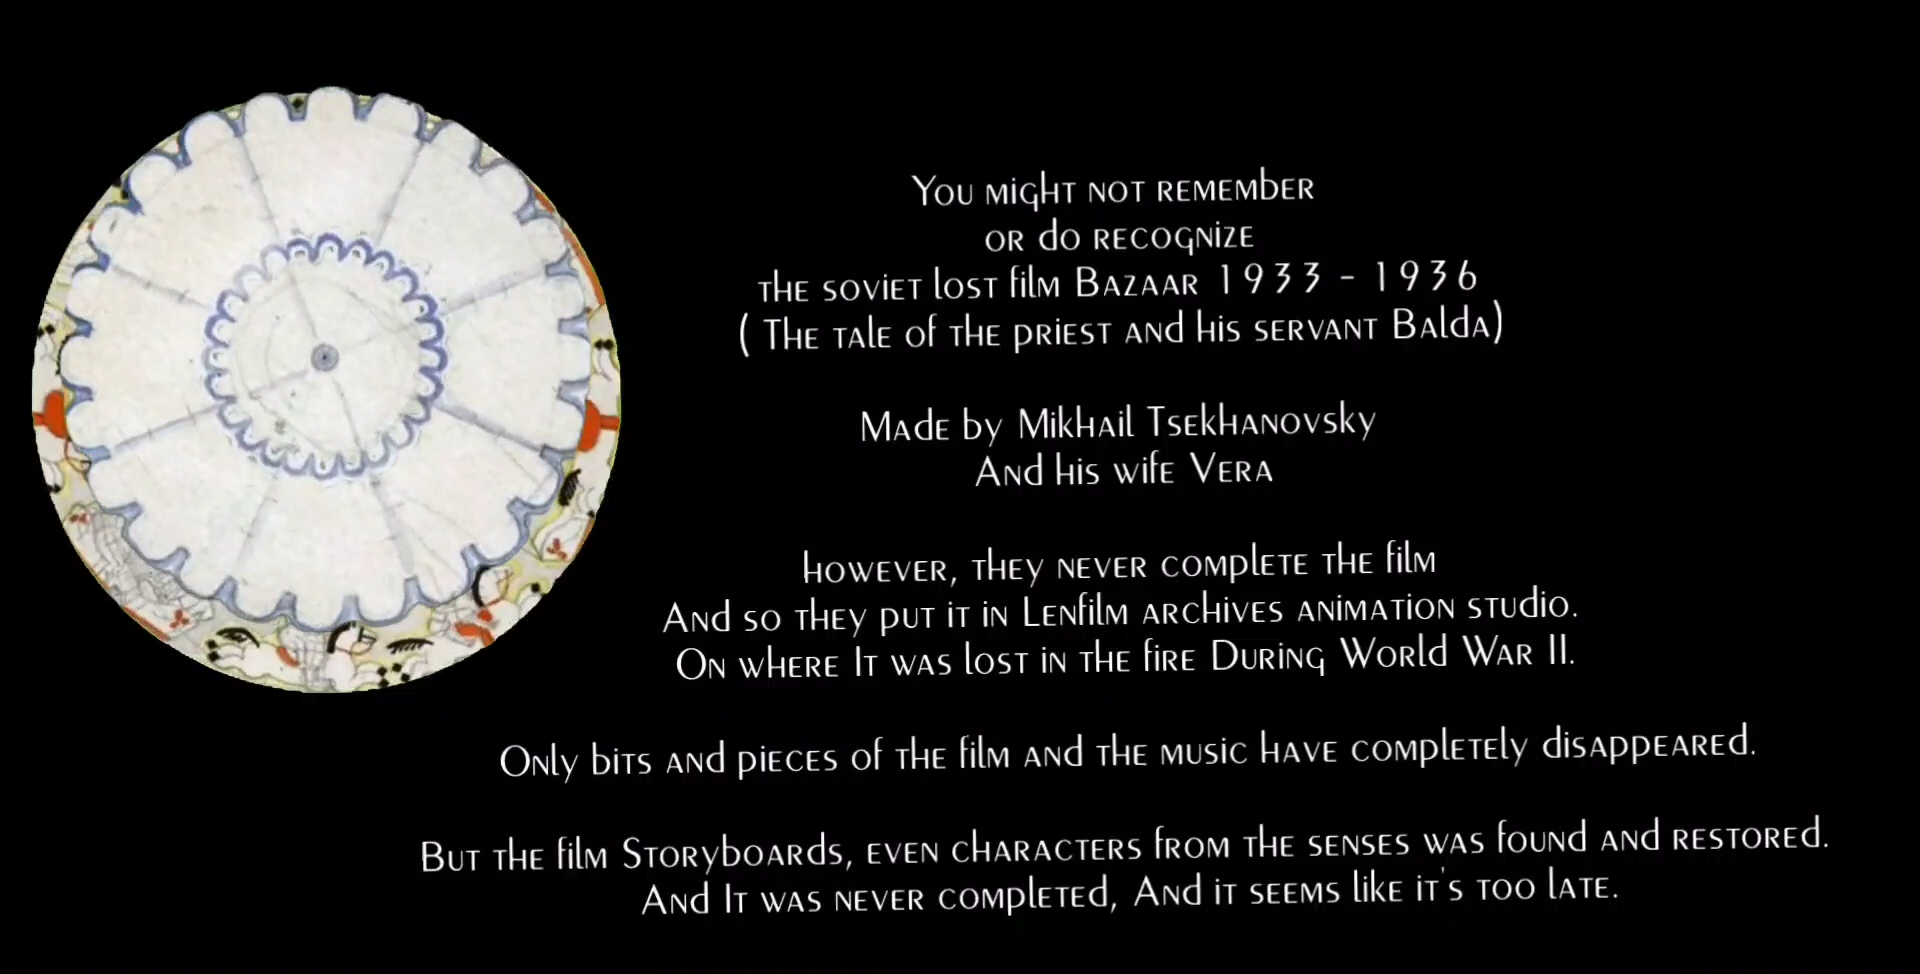 You might not remember
or do recognize
the soviet lost film Bazaar 1933 - 1936
( The tale of the priest and his servant Balda)
Made by Mikhail Tsekhanovsky
And his wife Vera
however, they never complete the film
And so they put it in Lenfilm archives animation studio.
On where It was lost in the fire During World War II.
Only bits and pieces of the film and the music have completely disappeared.
But the film Storyboards, even characters from the senses was found and restored.
And It was never completed, And it seems like it's too late.